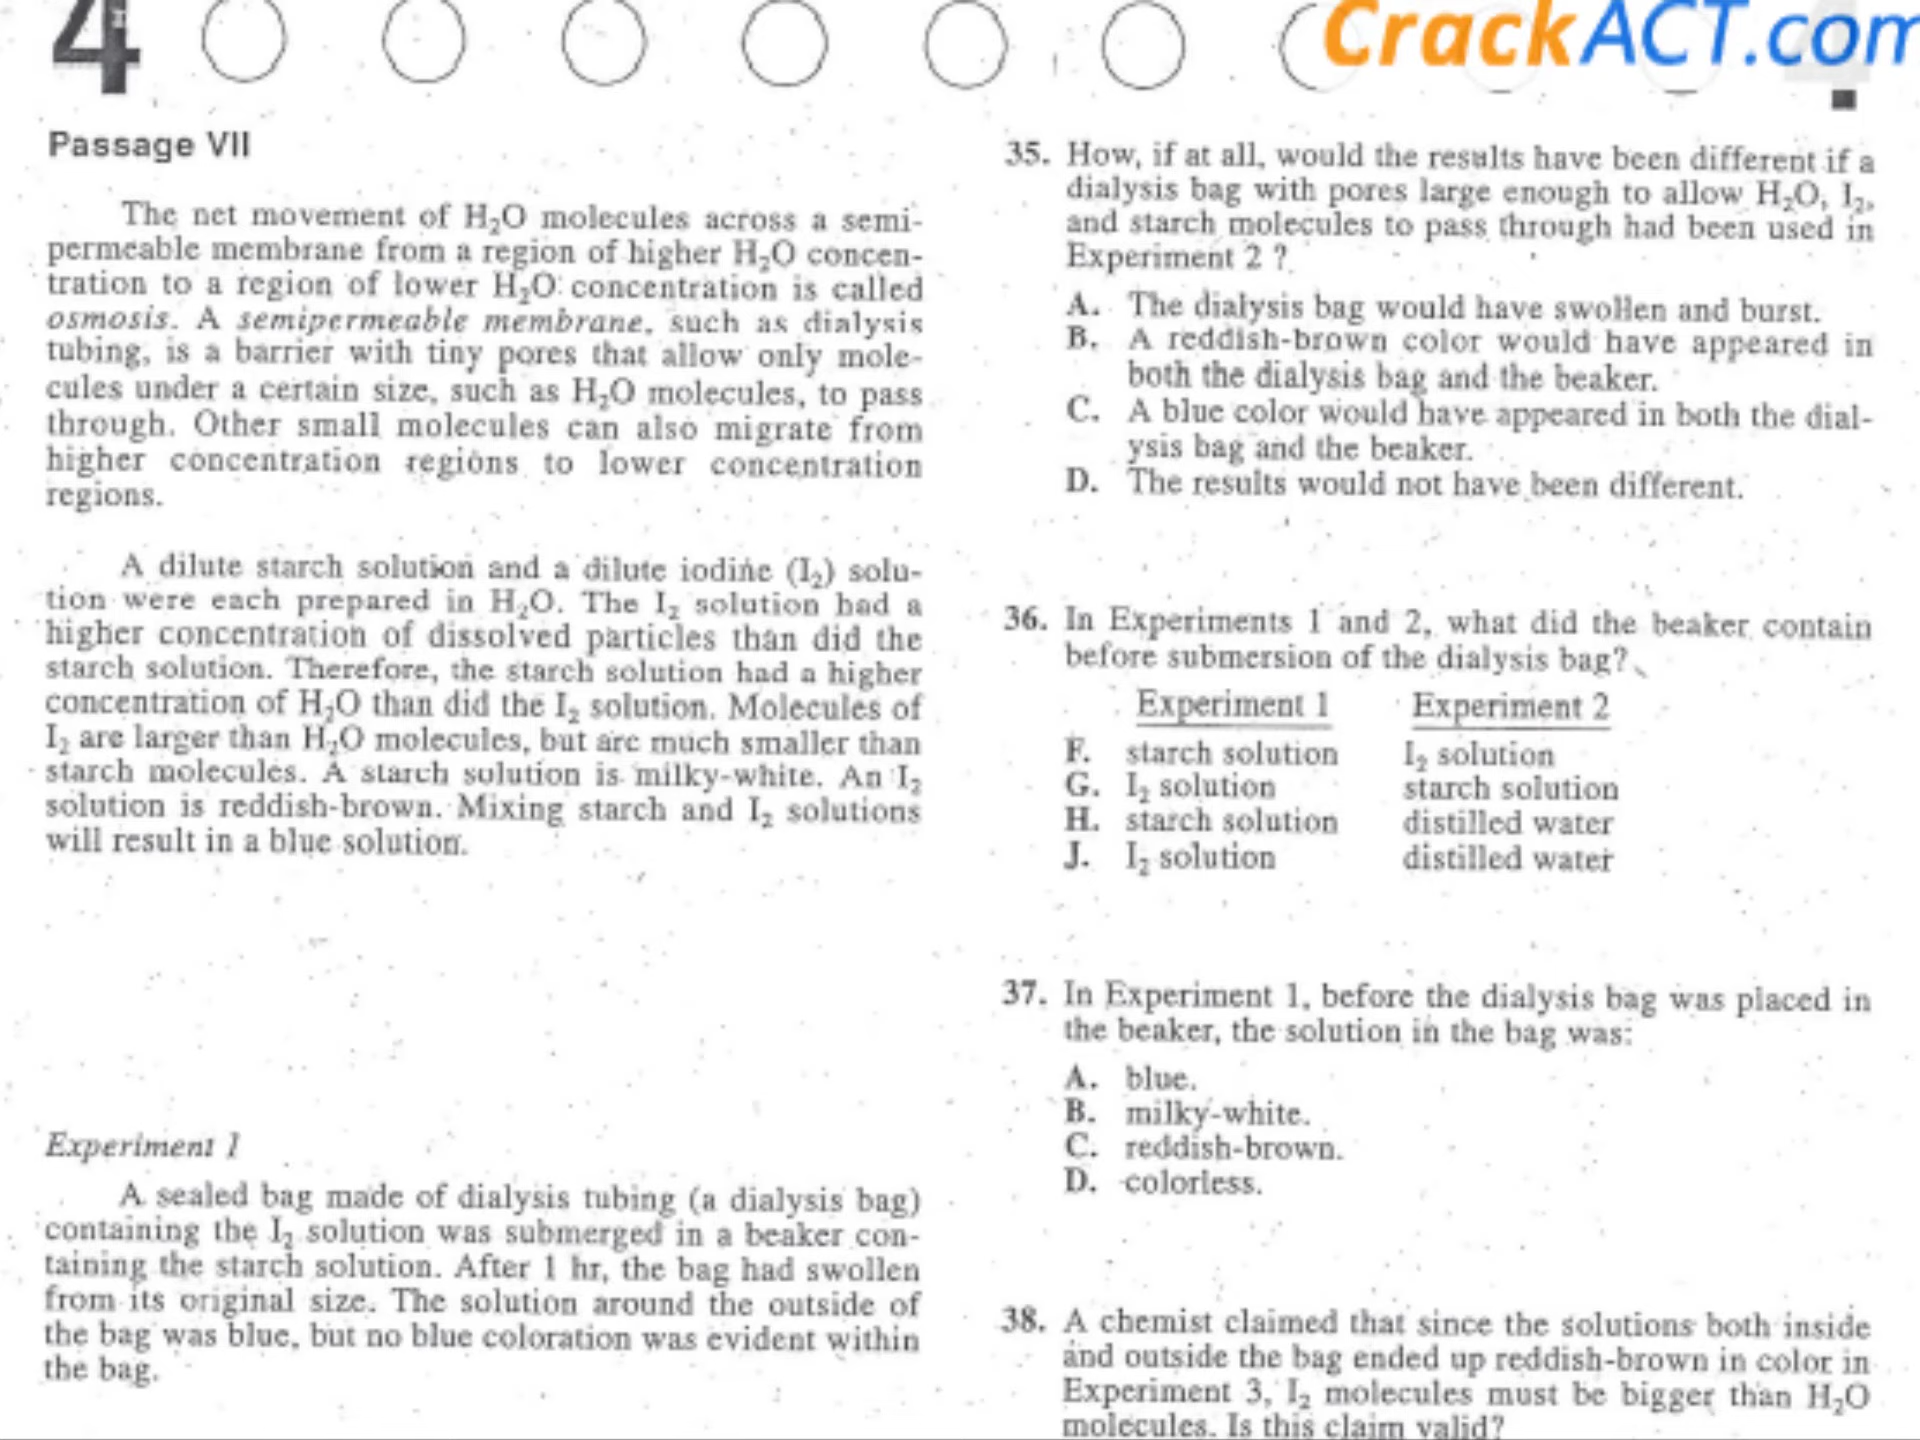 4
CrackACT.com
Passage VII
The net movement of H₂O molecules across a semi-
permeable membrane from a region of higher H₂O concen-
tration to a region of lower H₂O concentration is called
osmosis. A semipermeable membrane, such as dialysis
tubing, is a barrier with tiny pores that allow only mole-
cules under a certain size, such as H₂O molecules, to pass
through. Other small molecules can also migrate from
higher concentration regions to lower concentration
regions.
A dilute starch solution and a dilute iodine (I₂) solu-
tion were each prepared in H₂O. The I₂ solution had a
higher concentration of dissolved particles than did the
starch solution. Therefore, the starch solution had a higher
concentration of H₂O than did the I₂ solution. Molecules of
I₂ are larger than H₂O molecules, but are much smaller than
starch molecules. A starch solution is milky-white. An I₂
solution is reddish-brown. Mixing starch and I₂ solutions
will result in a blue solution.
Experiment 1
A sealed bag made of dialysis tubing (a dialysis bag)
containing the I₂ solution was submerged in a beaker con-
taining the starch solution. After 1 hr, the bag had swollen
from its original size. The solution around the outside of
the bag was blue, but no blue coloration was evident within
the bag.
35. How, if at all, would the results have been different if a
dialysis bag with pores large enough to allow H₂O, I₂,
and starch molecules to pass through had been used in
Experiment 2 ?
A. The dialysis bag would have swollen and burst.
B. A reddish-brown color would have appeared in
both the dialysis bag and the beaker.
C. A blue color would have appeared in both the dial-
ysis bag and the beaker.
D. The results would not have been different.
36. In Experiments 1 and 2, what did the beaker contain
before submersion of the dialysis bag?
Experiment 1 Experiment 2
F. starch solution I₂ solution
G. I₂ solution starch solution
H. starch solution distilled water
J. I₂ solution distilled water
37. In Experiment 1, before the dialysis bag was placed in
the beaker, the solution in the bag was:
A. blue.
B. milky-white.
C. reddish-brown.
D. colorless.
38. A chemist claimed that since the solutions both inside
and outside the bag ended up reddish-brown in color in
Experiment 3, I₂ molecules must be bigger than H₂O
molecules. Is this claim valid?